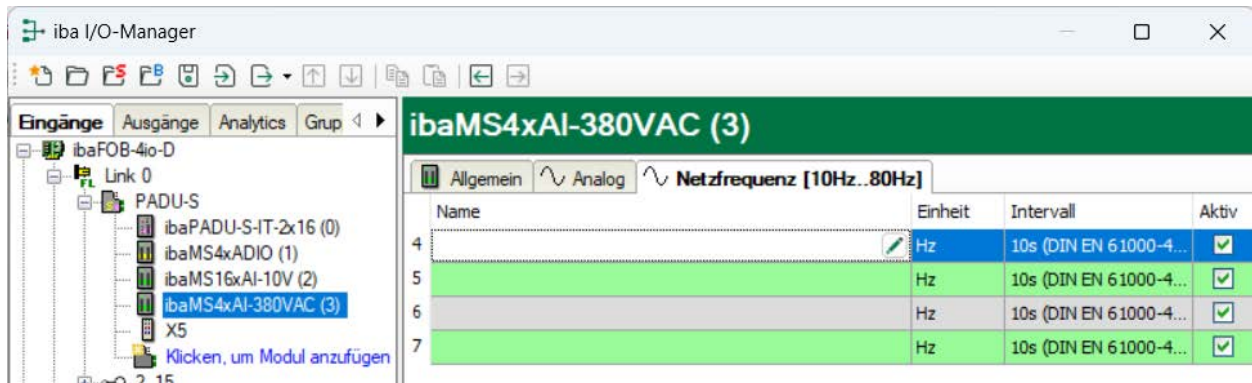 iba I/O-Manager
Eingänge Ausgänge Analytics Grup
ibaFOB-4io-D
Link 0
PADU-S
ibaPADU-S-IT-2x16 (0)
ibaMS4xADIO (1)
ibaMS16xAI-10V (2)
ibaMS4xAI-380VAC (3)
X5
Klicken, um Modul anzufügen
2..15
ibaMS4xAI-380VAC (3)
Allgemein Analog Netzfrequenz [10Hz..80Hz]
Name Einheit Intervall Aktiv
4 Hz 10s (DIN EN 61000-4...
5 Hz 10s (DIN EN 61000-4...
6 Hz 10s (DIN EN 61000-4...
7 Hz 10s (DIN EN 61000-4...